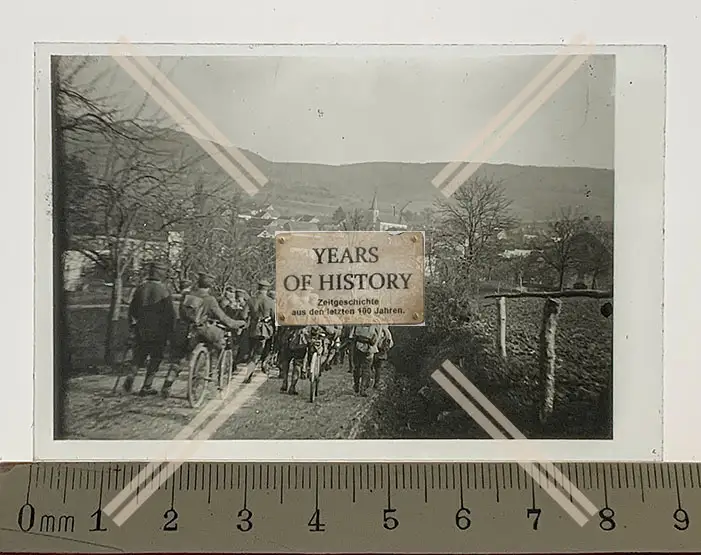 YEARS
OF HISTORY
Zeitgeschichte
aus den letzten 100 Jahren.
0mm 1 2 3 4 5 6 7 8 9